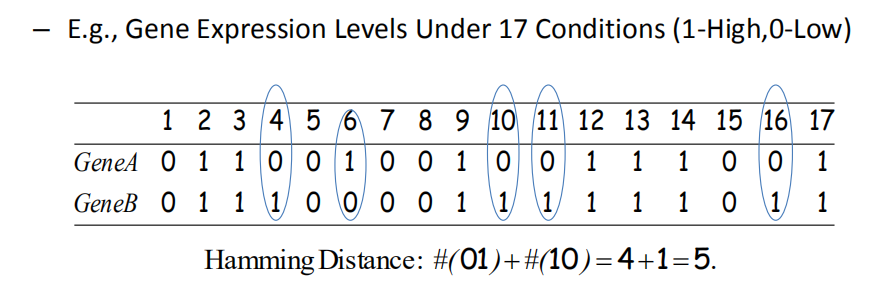 – E.g., Gene Expression Levels Under 17 Conditions (1-High,0-Low)
1 2 3 4 5 6 7 8 9 10 11 12 13 14 15 16 17
GeneA 0 1 1 0 0 1 0 0 1 0 0 1 1 1 0 0 1
GeneB 0 1 1 1 0 0 0 0 1 1 1 1 1 1 0 1 1
Hamming Distance: #(01)+#(10)=4+1=5.